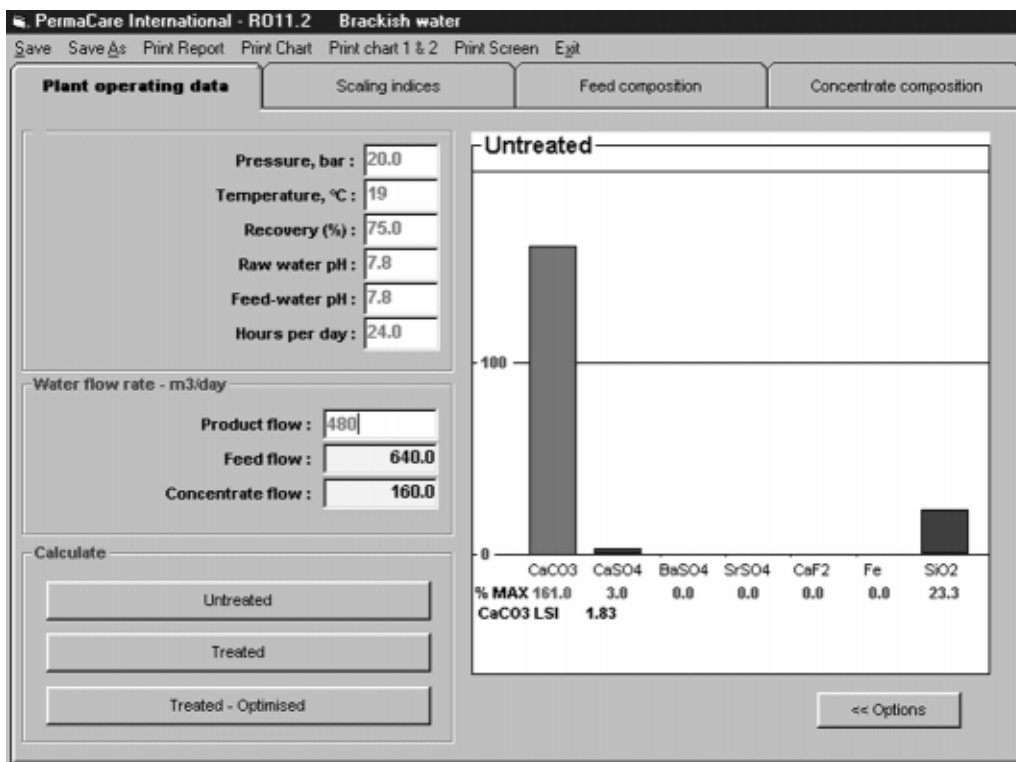 PermaCare International - RO11.2 Brackish water
Save Save As Print Report Print Chart Print chart 1 & 2 Print Screen Exit
Plant operating data Scaling indices Feed composition Concentrate composition
Pressure, bar : 20.0
Temperature, °C : 19
Recovery (%) : 75.0
Raw water pH : 7.8
Feed-water pH : 7.8
Hours per day : 24.0
Water flow rate - m3/day
Product flow : 480
Feed flow : 640.0
Concentrate flow : 160.0
Calculate
Untreated
Treated
Treated - Optimised
Untreated
100
0
CaCO3 CaSO4 BaSO4 SrSO4 CaF2 Fe SiO2
% MAX 161.0 3.0 0.0 0.0 0.0 0.0 23.3
CaCO3 LSI 1.83
<< Options